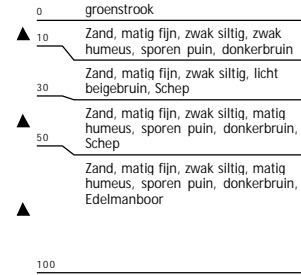 0 groenstrook
10 Zand, matig fijn, zwak siltig, zwak
humeus, sporen puin, donkerbruin
Zand, matig fijn, zwak siltig, licht
30 beigebruin, Schep
Zand, matig fijn, zwak siltig, matig
humeus, sporen puin, donkerbruin,
50 Schep
Zand, matig fijn, zwak siltig, matig
humeus, sporen puin, donkerbruin,
Edelmanboor
100